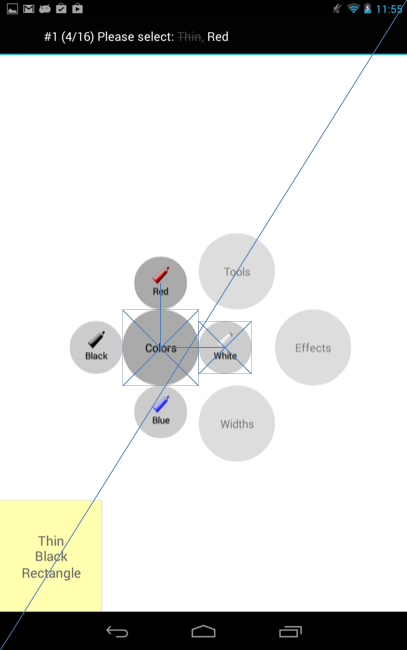 11:55
#1 (4/16) Please select: Thin, Red
Tools
Red
Black
Colors
White
Effects
Blue
Widths
Thin
Black
Rectangle